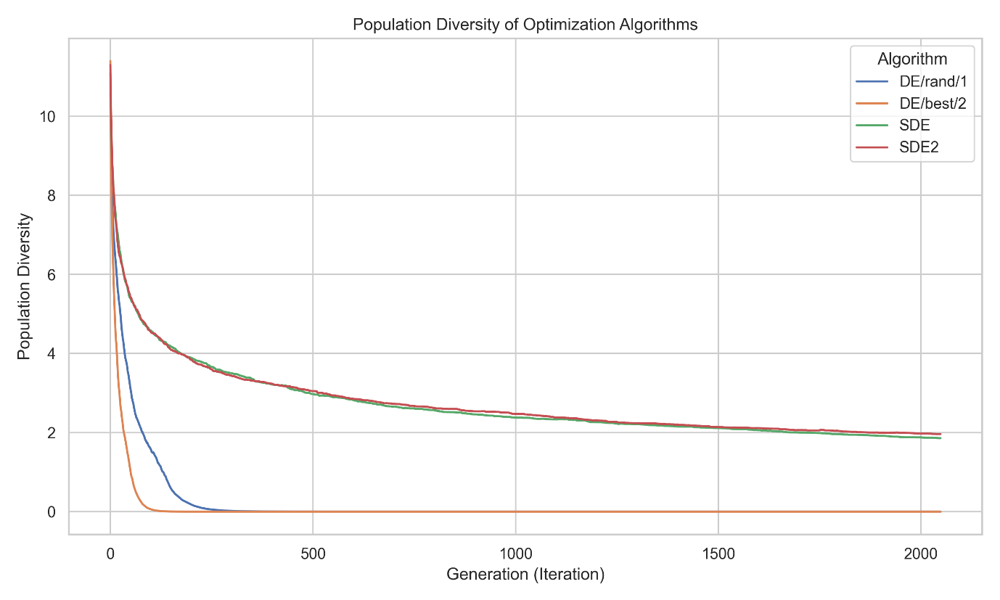 Population Diversity of Optimization Algorithms
Algorithm
DE/rand/1
DE/best/2
SDE
SDE2
Population Diversity
10
8
6
4
2
0
0 500 1000 1500 2000
Generation (Iteration)